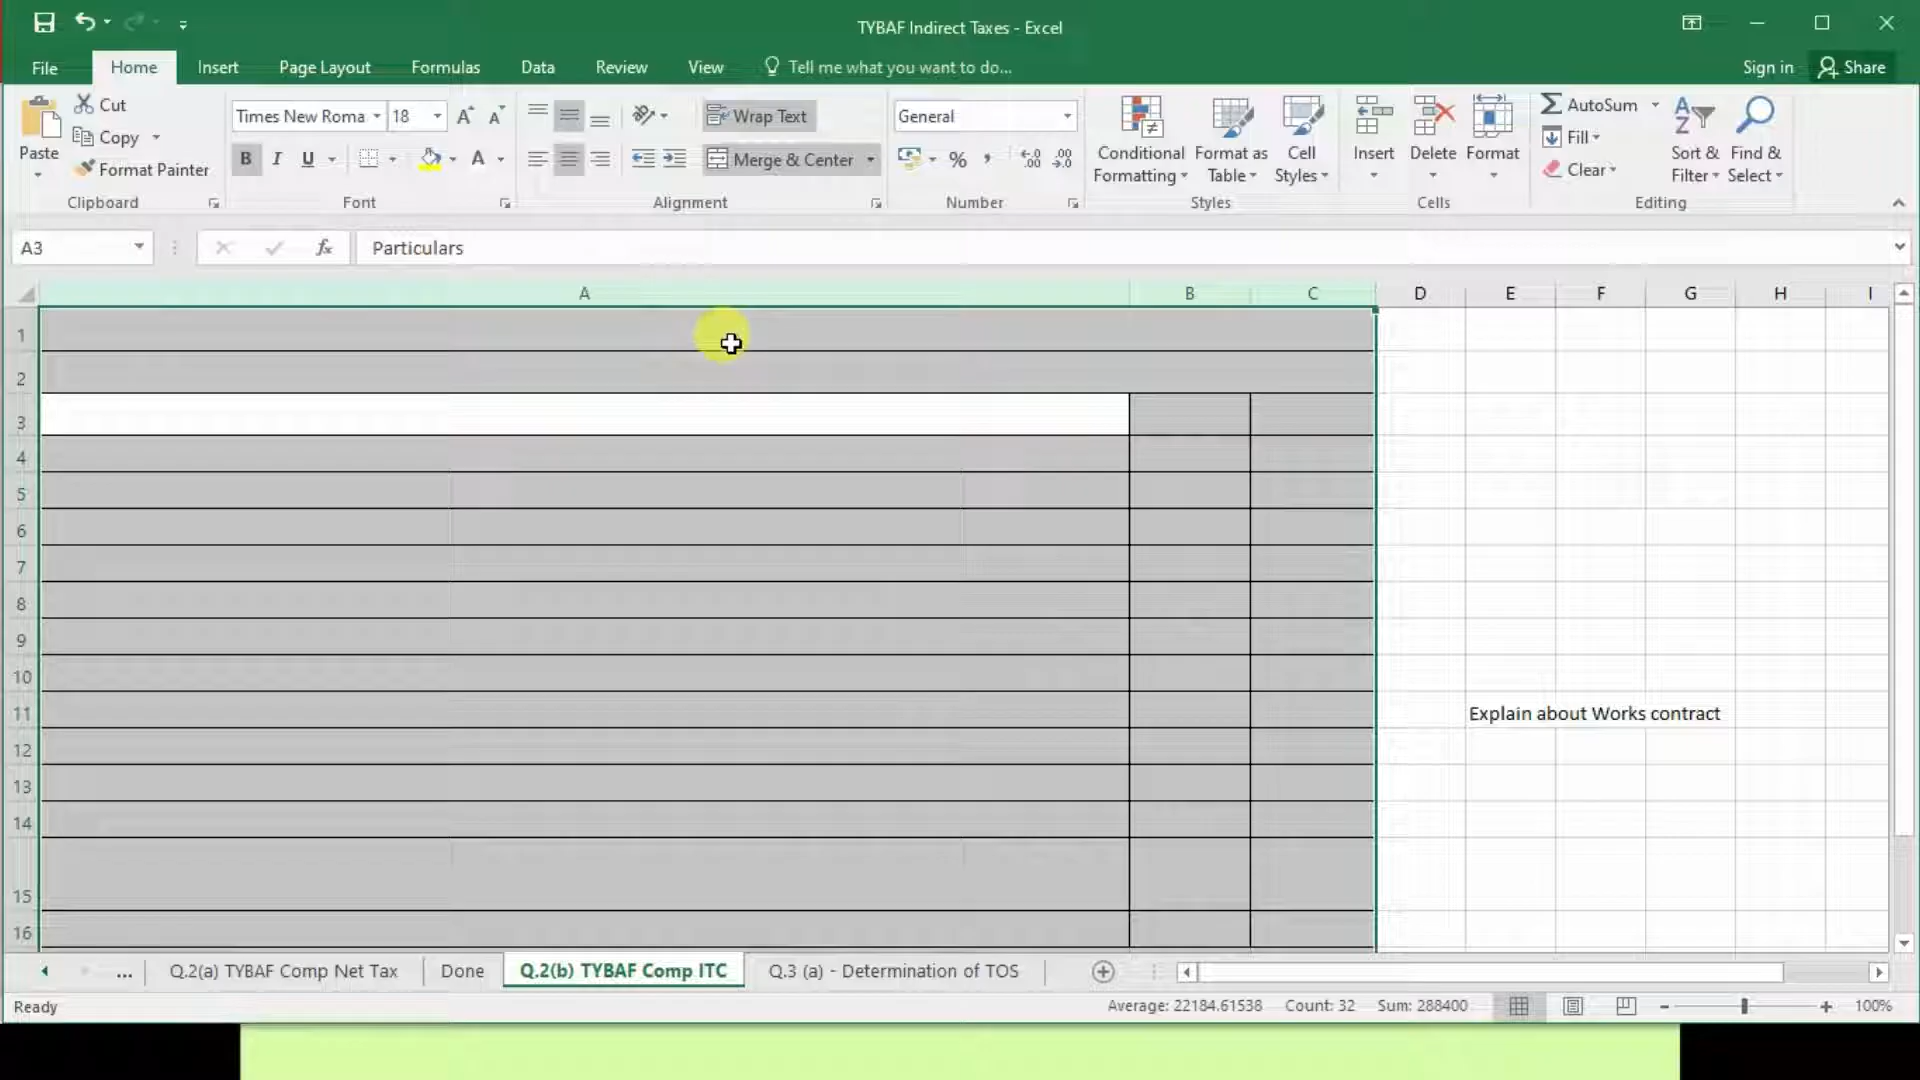 TYBAF Indirect Taxes - Excel
File Home Insert Page Layout Formulas Data Review View Tell me what you want to do... Sign in Share
Paste
Cut
Copy
Format Painter
Clipboard
Times New Roma 18
B I U
Font
Wrap Text
Merge & Center
Alignment
General
%
Number
Conditional Formatting
Format as Table
Cell Styles
Styles
Insert Delete Format
Cells
AutoSum
Fill
Clear
Sort & Filter
Find & Select
Editing
A3 fx Particulars
A B C D E F G H I
1
2
3
4
5
6
7
8
9
10
11 Explain about Works contract
12
13
14
15
16
... Q.2(a) TYBAF Comp Net Tax Done Q.2(b) TYBAF Comp ITC Q.3 (a) - Determination of TOS
Ready Average: 22184.61538 Count: 32 Sum: 288400 100%